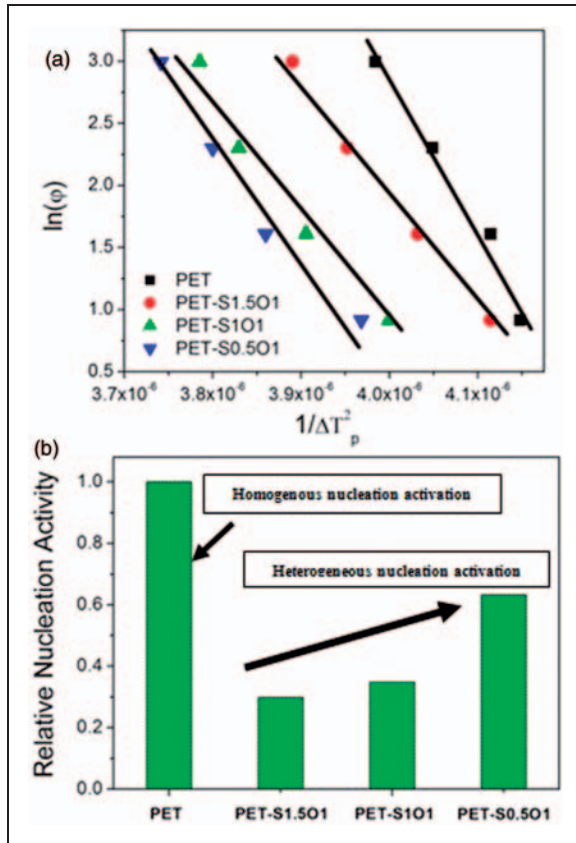 (a)
3.0
2.5
2.0
1.5
1.0
0.5
ln(φ)
PET
PET-S1.5O1
PET-S1O1
PET-S0.5O1
3.7x10⁻⁶ 3.8x10⁻⁶ 3.9x10⁻⁶ 4.0x10⁻⁶ 4.1x10⁻⁶
1/ΔT²p
(b)
1.0
0.8
0.6
0.4
0.2
0.0
Relative Nucleation Activity
Homogenous nucleation activation
Heterogeneous nucleation activation
PET PET-S1.5O1 PET-S1O1 PET-S0.5O1